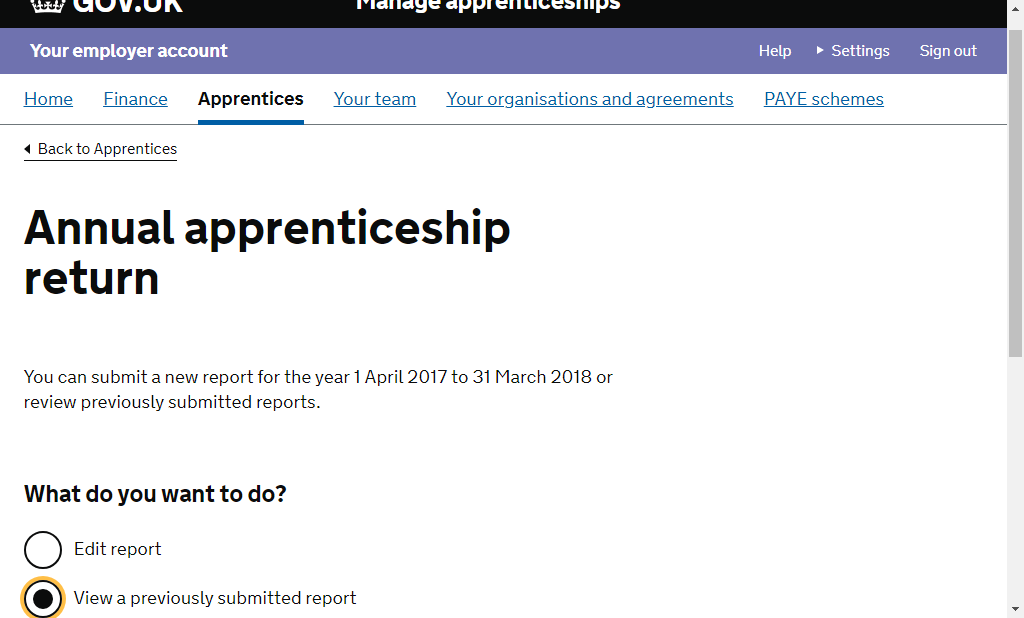 GOV.UK Manage apprenticeships
Your employer account Help Settings Sign out
Home Finance Apprentices Your team Your organisations and agreements PAYE schemes
Back to Apprentices
Annual apprenticeship
return
You can submit a new report for the year 1 April 2017 to 31 March 2018 or
review previously submitted reports.
What do you want to do?
Edit report
View a previously submitted report